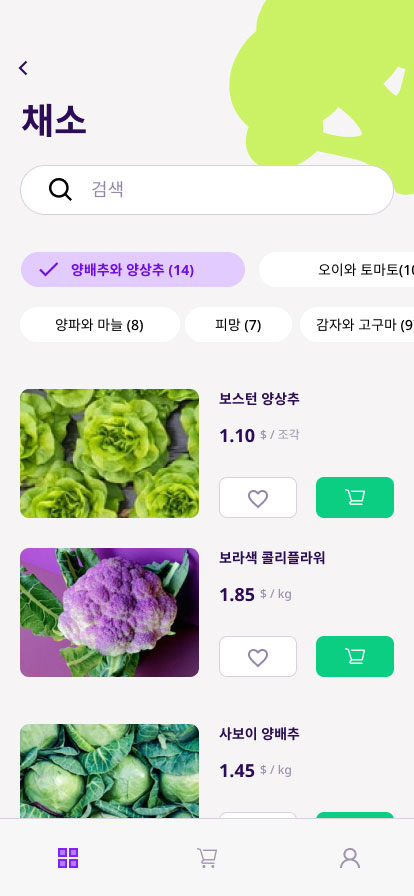 채소
검색
양배추와 양상추 (14)
오이와 토마토(10
양파와 마늘 (8)
피망 (7)
감자와 고구마 (9
보스턴 양상추
1.10 $ / 조각
보라색 콜리플라워
1.85 $ / kg
사보이 양배추
1.45 $ / kg